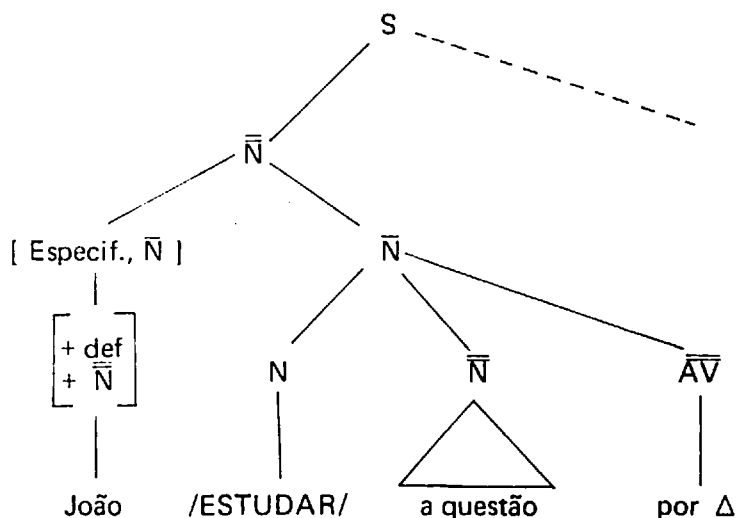 S
N̿
[ Especif., N̄ ] N̄
+ def
+ N̿ N N̿ A̿V̿
João /ESTUDAR/ a questão por Δ